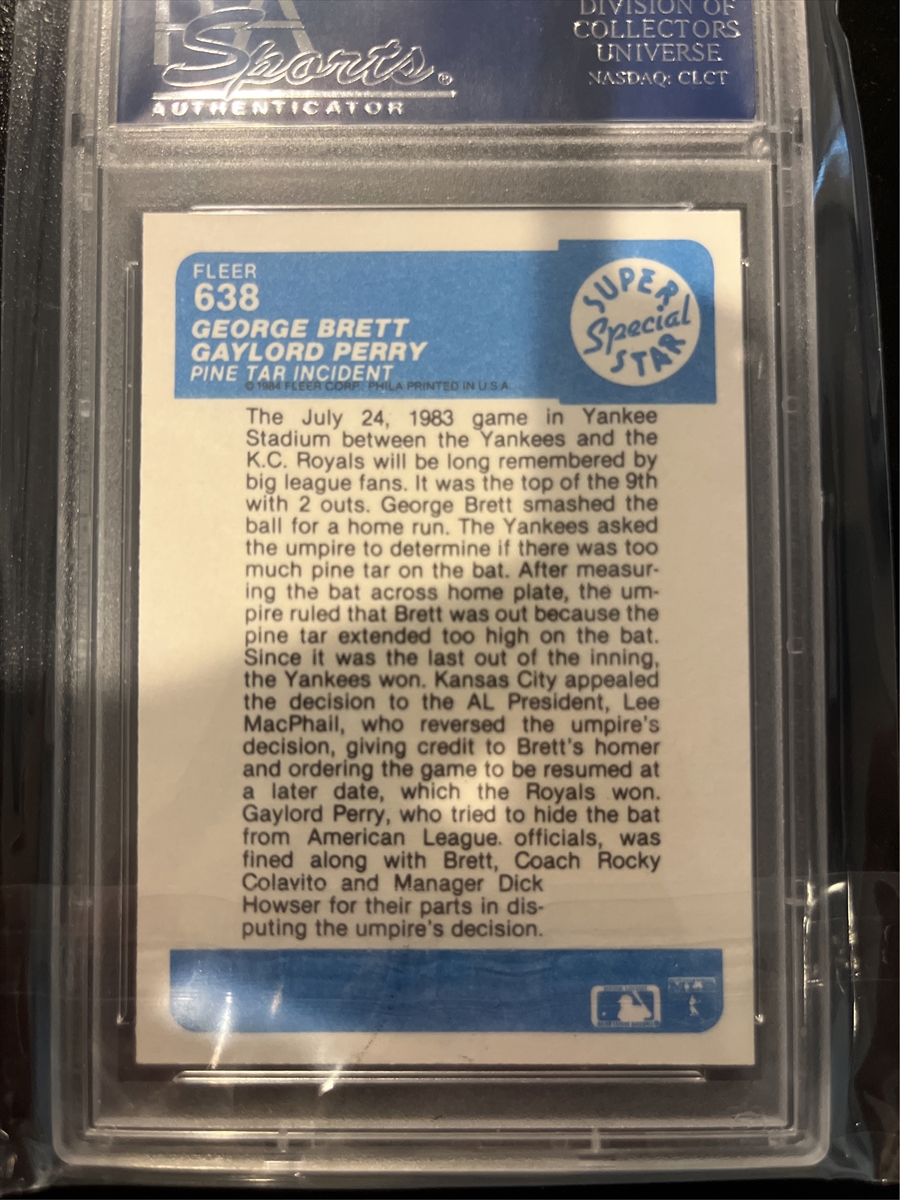 DIVISION OF
COLLECTORS
UNIVERSE
NASDAQ: CLCT
Sports®
AUTHENTICATOR
FLEER
638
GEORGE BRETT
GAYLORD PERRY
PINE TAR INCIDENT
© 1984 FLEER CORP. PHILA PRINTED IN U.S.A.
SUPER
Special
STAR
The July 24, 1983 game in Yankee
Stadium between the Yankees and the
K.C. Royals will be long remembered by
big league fans. It was the top of the 9th
with 2 outs. George Brett smashed the
ball for a home run. The Yankees asked
the umpire to determine if there was too
much pine tar on the bat. After measur-
ing the bat across home plate, the um-
pire ruled that Brett was out because the
pine tar extended too high on the bat.
Since it was the last out of the inning,
the Yankees won. Kansas City appealed
the decision to the AL President, Lee
MacPhail, who reversed the umpire's
decision, giving credit to Brett's homer
and ordering the game to be resumed at
a later date, which the Royals won.
Gaylord Perry, who tried to hide the bat
from American League. officials, was
fined along with Brett, Coach Rocky
Colavito and Manager Dick
Howser for their parts in dis-
puting the umpire's decision.